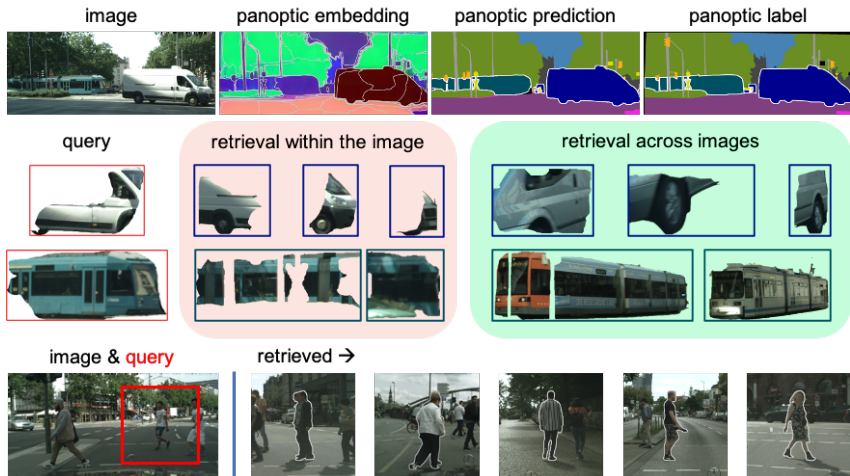 image panoptic embedding panoptic prediction panoptic label
query retrieval within the image retrieval across images
image & query retrieved →